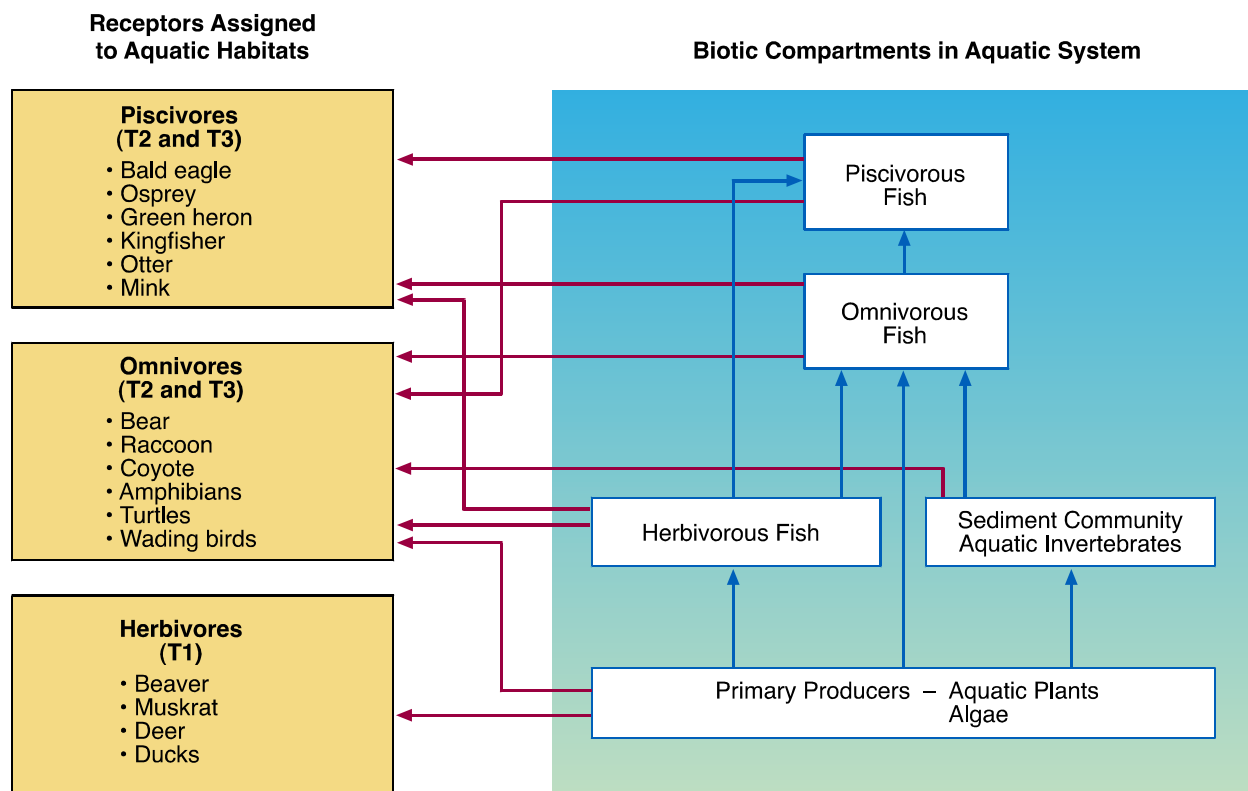 Receptors Assigned
to Aquatic Habitats
Biotic Compartments in Aquatic System
Piscivores
(T2 and T3)
• Bald eagle
• Osprey
• Green heron
• Kingfisher
• Otter
• Mink
Omnivores
(T2 and T3)
• Bear
• Raccoon
• Coyote
• Amphibians
• Turtles
• Wading birds
Herbivores
(T1)
• Beaver
• Muskrat
• Deer
• Ducks
Piscivorous
Fish
Omnivorous
Fish
Herbivorous Fish
Sediment Community
Aquatic Invertebrates
Primary Producers – Aquatic Plants
Algae